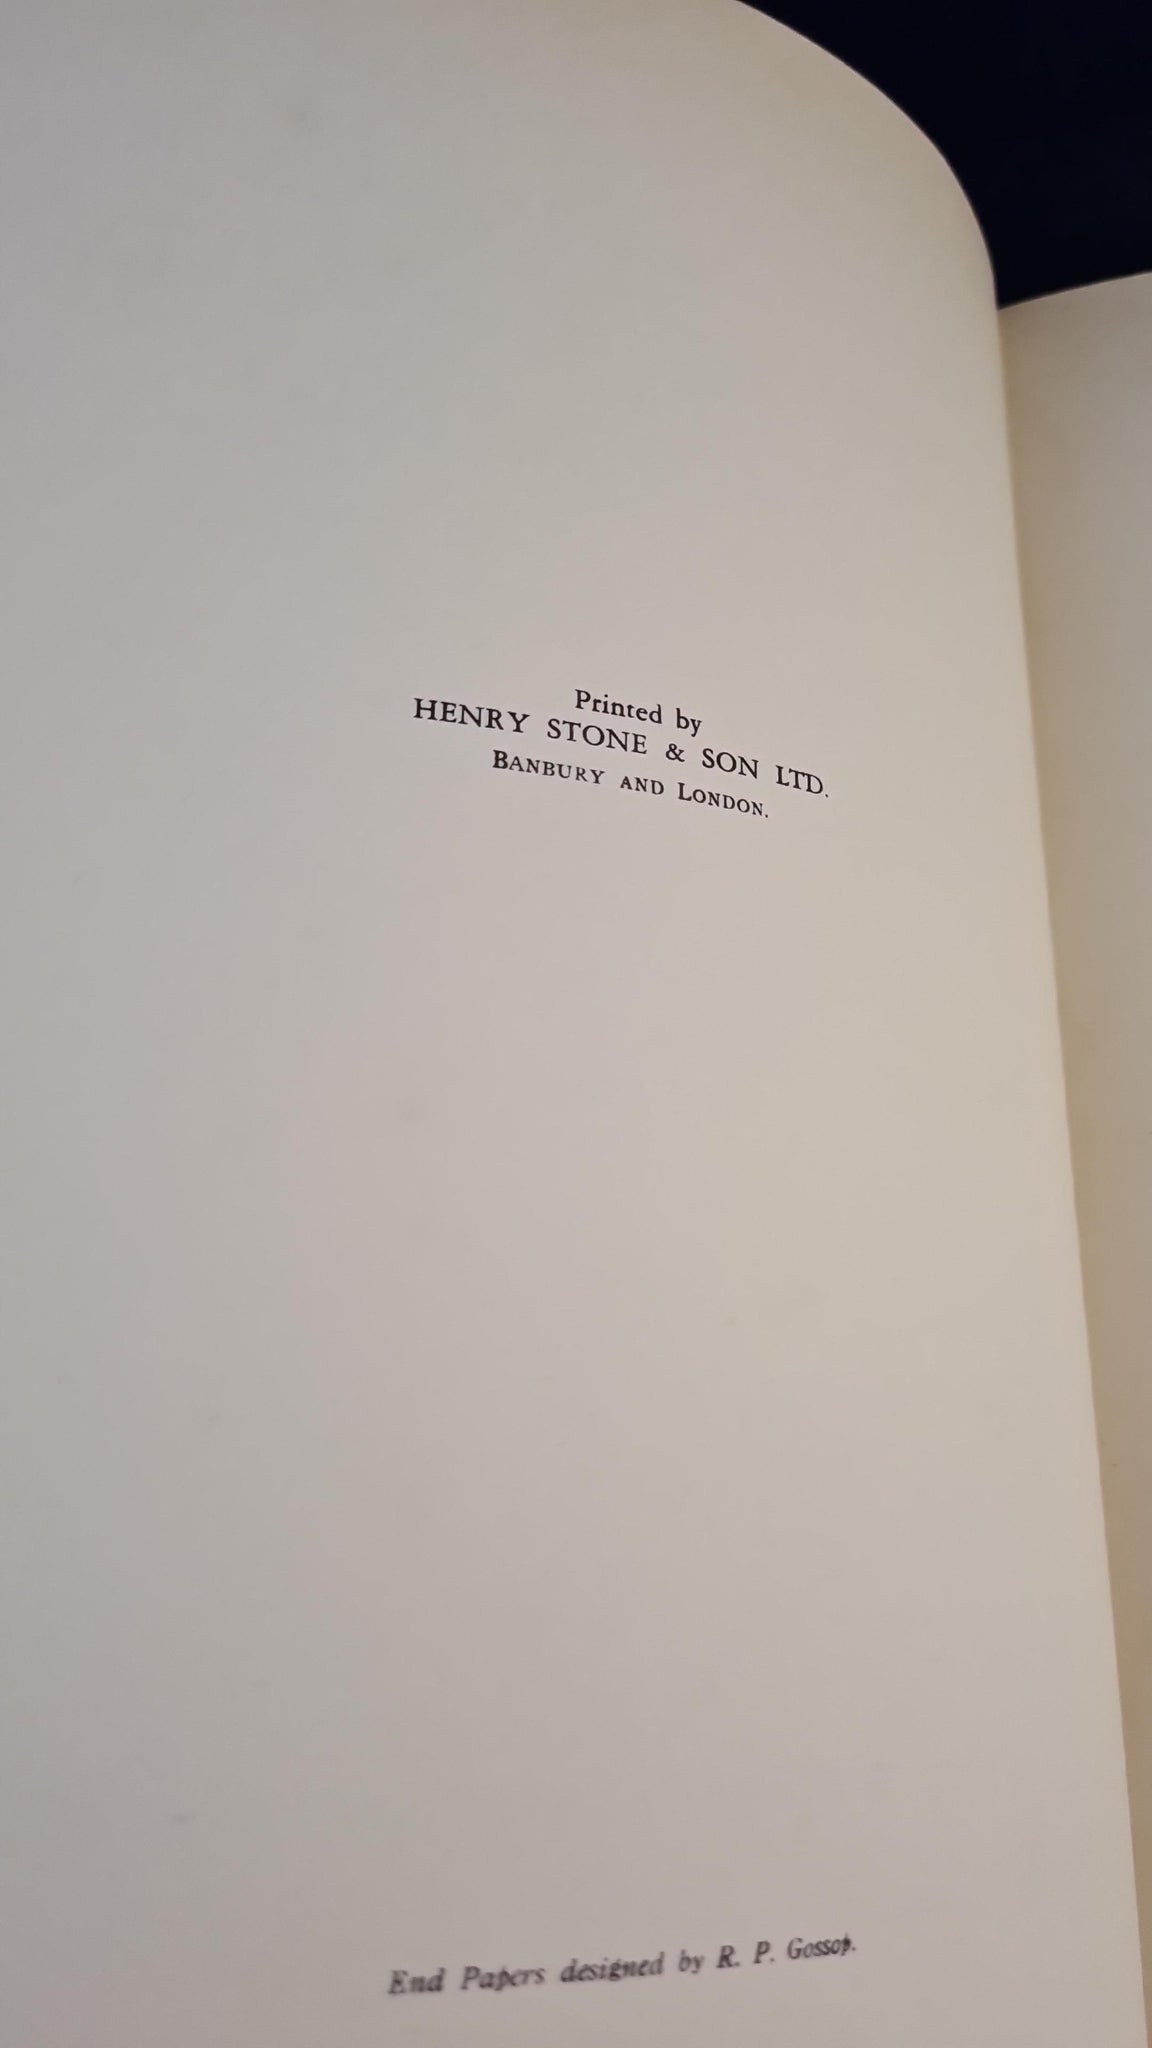 Printed by
HENRY STONE & SON LTD.
BANBURY AND LONDON.
End Papers designed by R. P. Gossop.